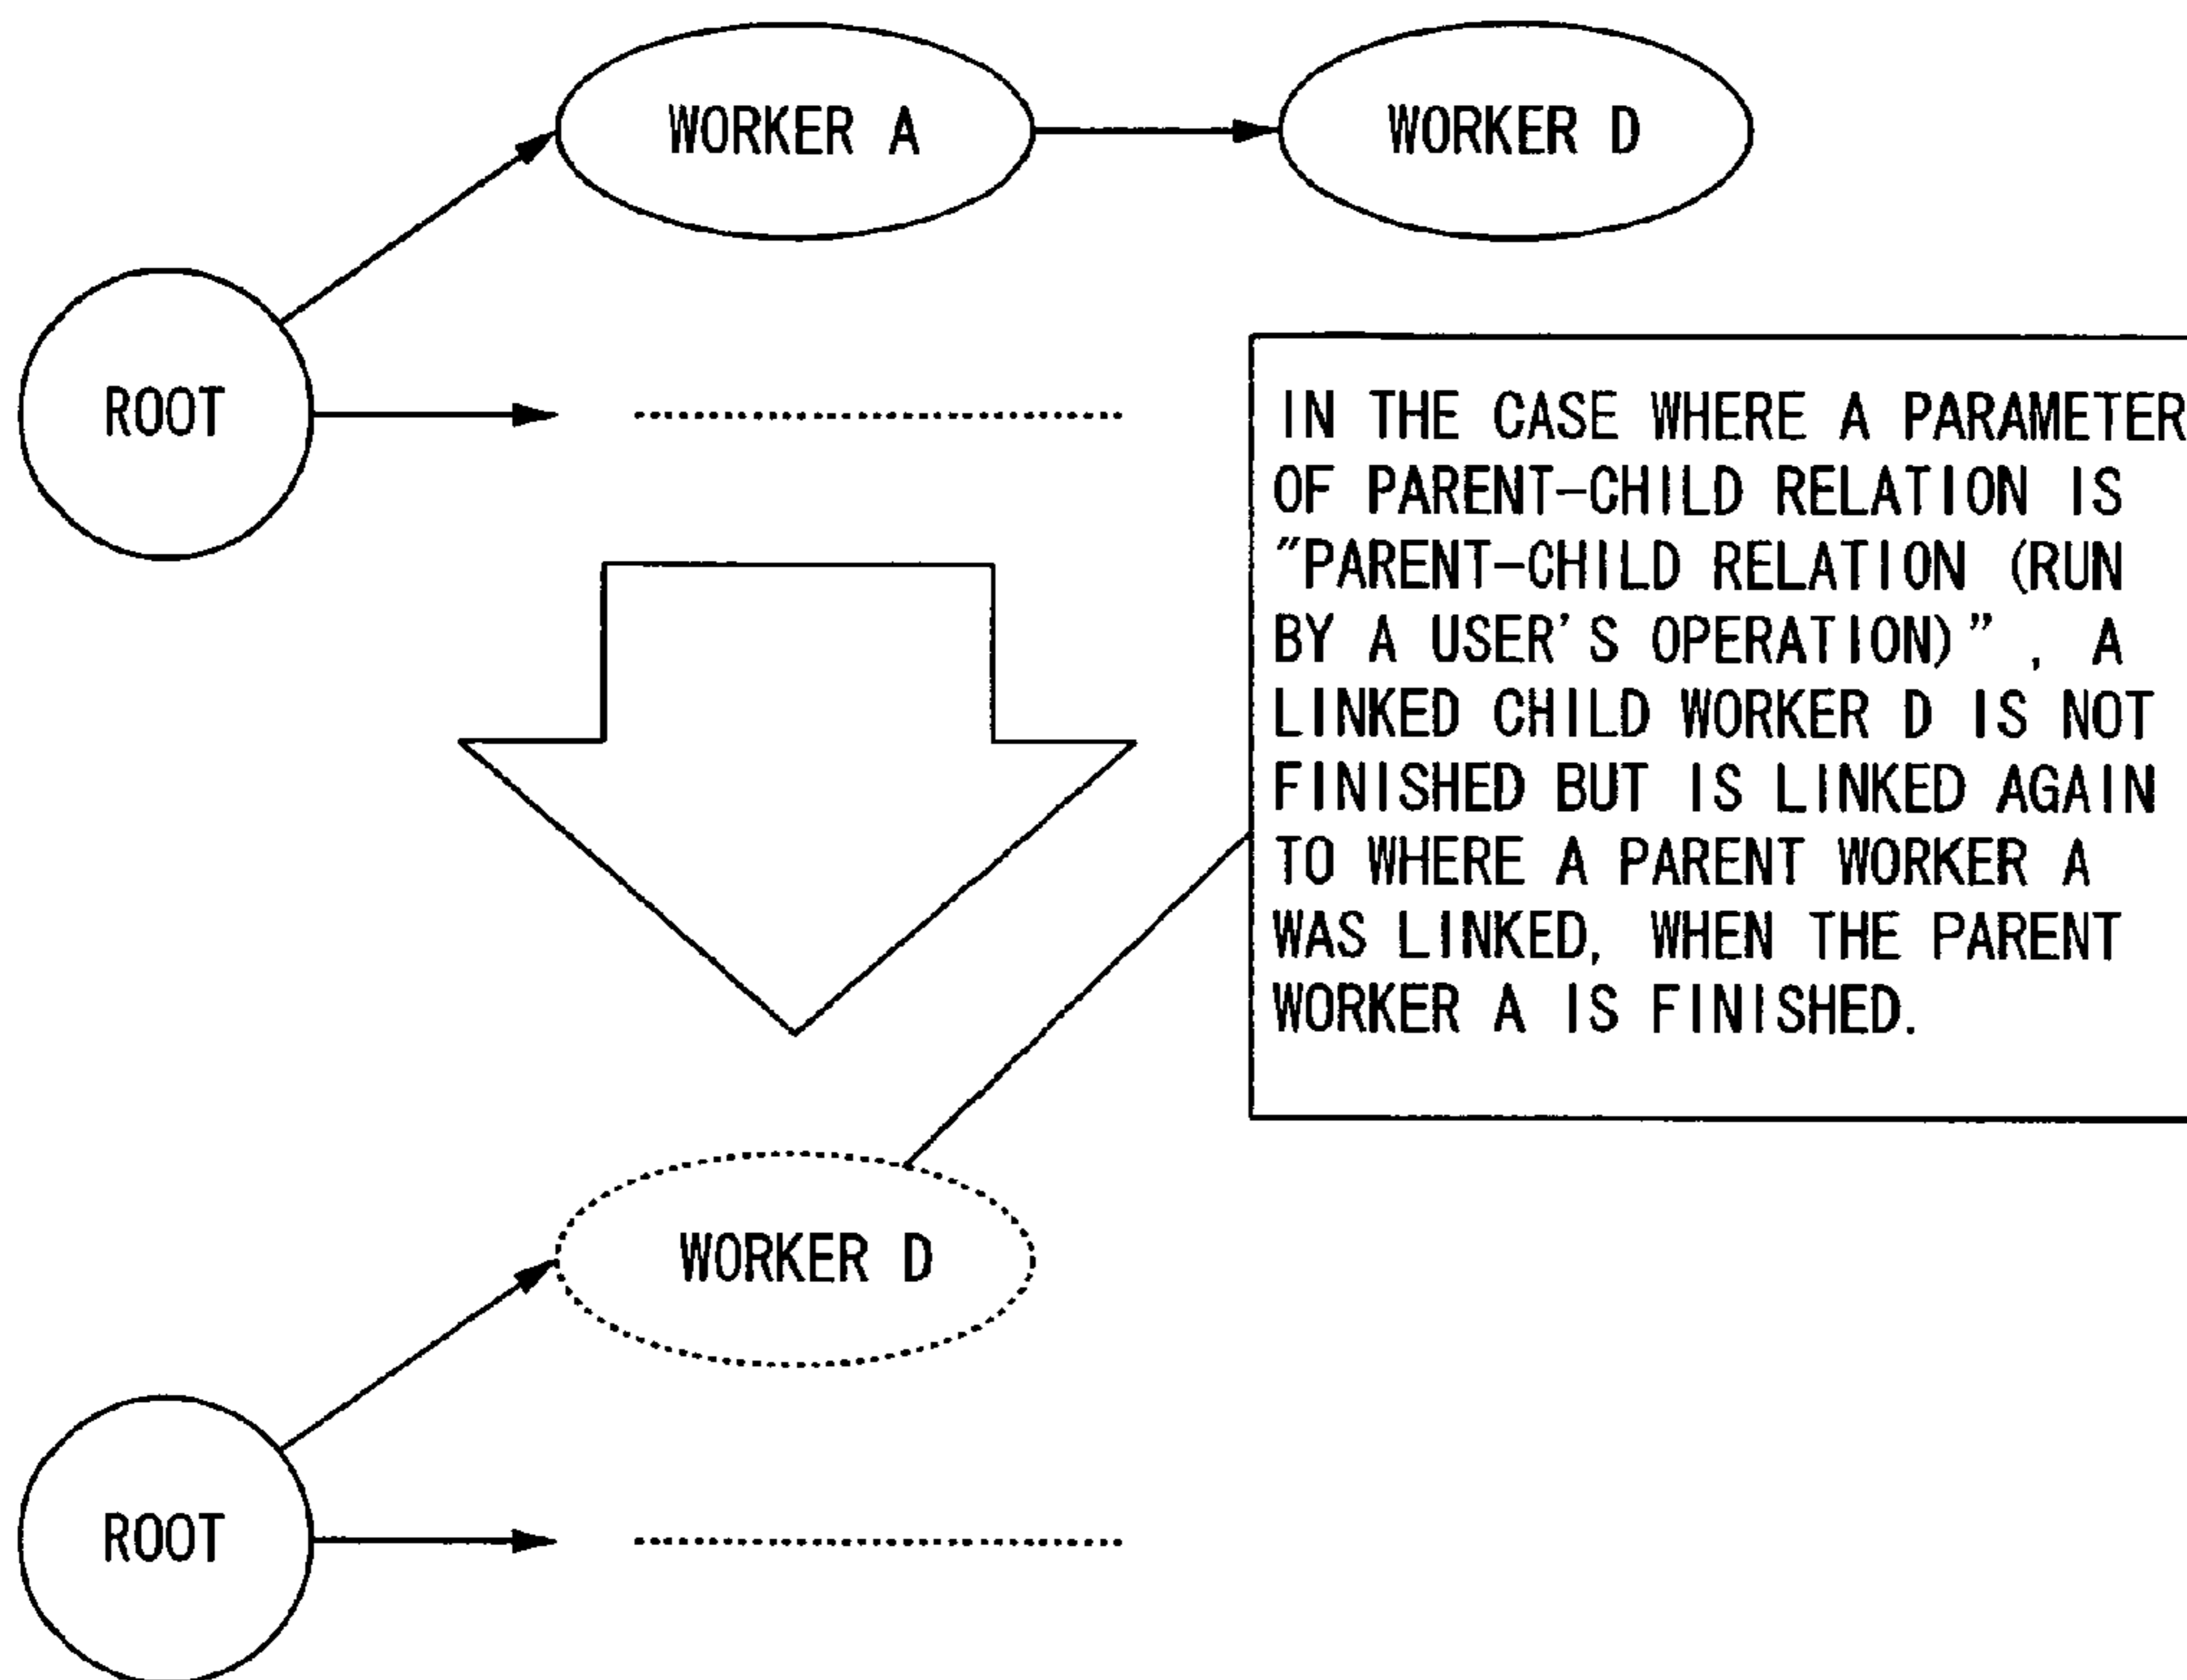 WORKER A
WORKER D
ROOT
IN THE CASE WHERE A PARAMETER
OF PARENT-CHILD RELATION IS
"PARENT-CHILD RELATION (RUN
BY A USER'S OPERATION)", A
LINKED CHILD WORKER D IS NOT
FINISHED BUT IS LINKED AGAIN
TO WHERE A PARENT WORKER A
WAS LINKED, WHEN THE PARENT
WORKER A IS FINISHED.
WORKER D
ROOT